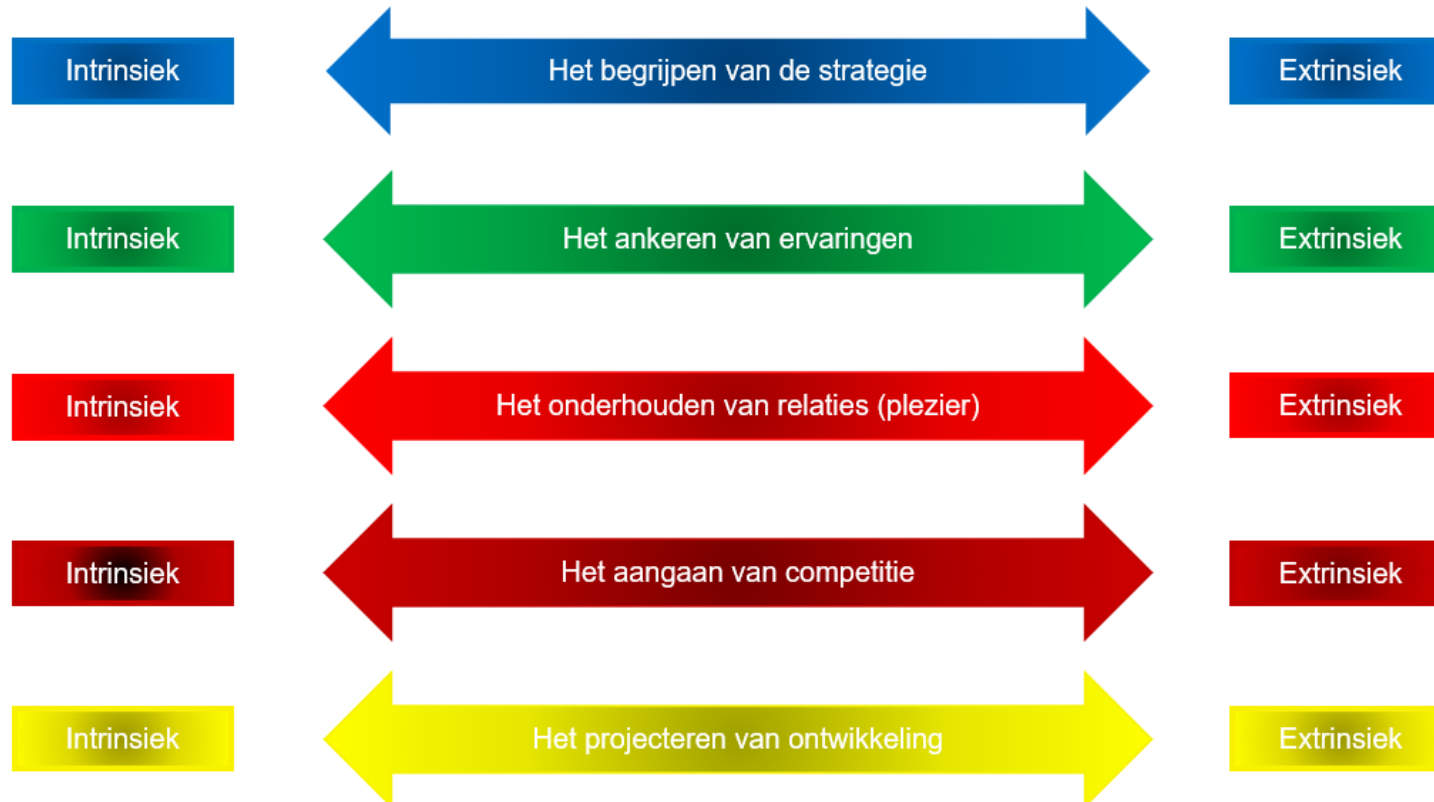 Intrinsiek
Het begrijpen van de strategie
Extrinsiek
Intrinsiek
Het ankeren van ervaringen
Extrinsiek
Intrinsiek
Het onderhouden van relaties (plezier)
Extrinsiek
Intrinsiek
Het aangaan van competitie
Extrinsiek
Intrinsiek
Het projecteren van ontwikkeling
Extrinsiek